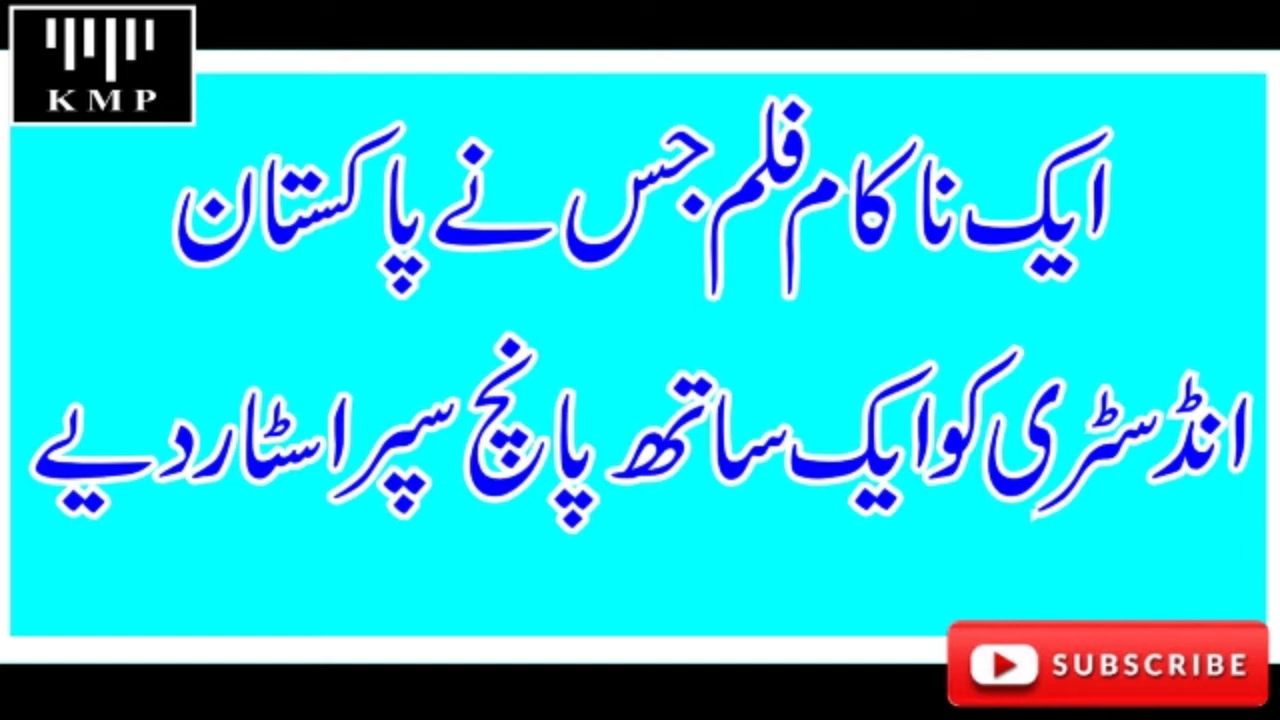 KMP
ایک ناکام فلم جس نے پاکستان
انڈسٹری کو ایک ساتھ پانچ سپر اسٹار دیے
SUBSCRIBE